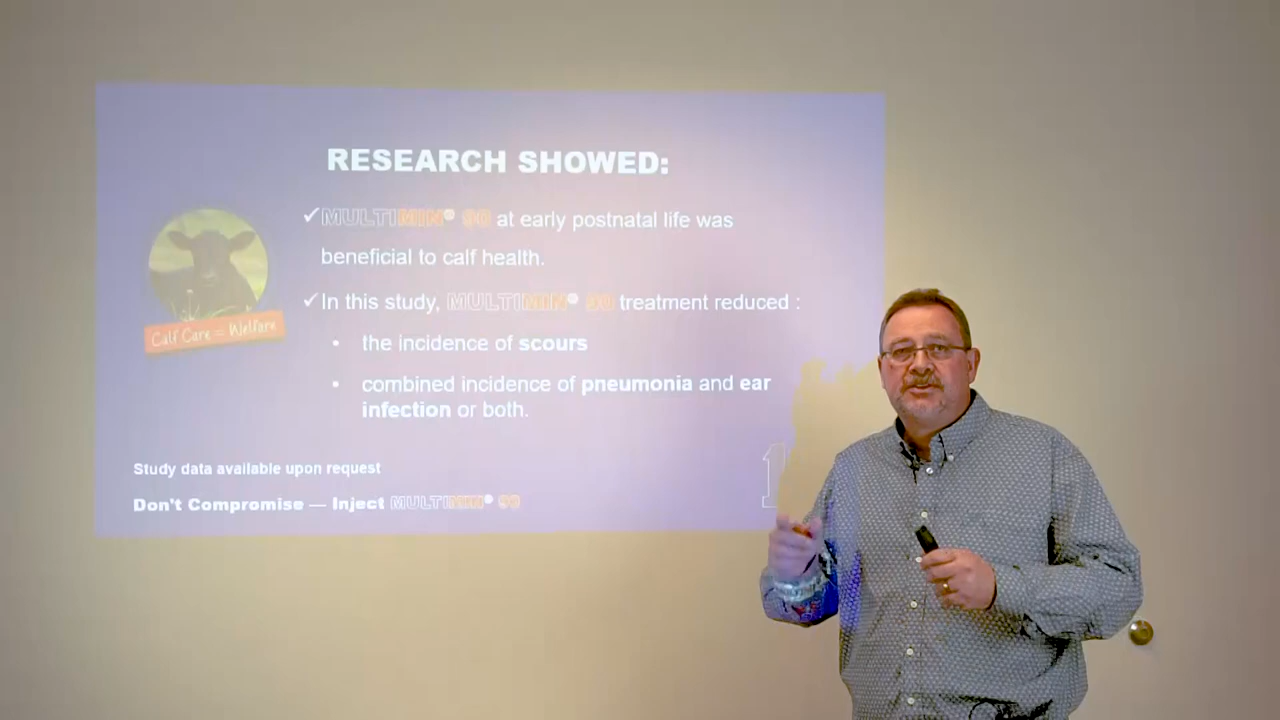 RESEARCH SHOWED:
✓MULTIMIN® 90 at early postnatal life was
beneficial to calf health.
✓In this study, MULTIMIN® 90 treatment reduced :
• the incidence of scours
• combined incidence of pneumonia and ear
infection or both.
Calf Care = Welfare
Study data available upon request
Don't Compromise — Inject MULTIMIN® 90